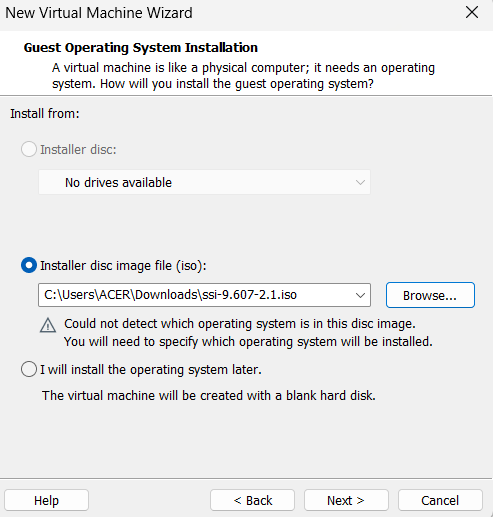 New Virtual Machine Wizard
Guest Operating System Installation
A virtual machine is like a physical computer; it needs an operating
system. How will you install the guest operating system?
Install from:
Installer disc:
No drives available
Installer disc image file (iso):
C:\Users\ACER\Downloads\ssi-9.607-2.1.iso
Browse...
Could not detect which operating system is in this disc image.
You will need to specify which operating system will be installed.
I will install the operating system later.
The virtual machine will be created with a blank hard disk.
Help
< Back
Next >
Cancel